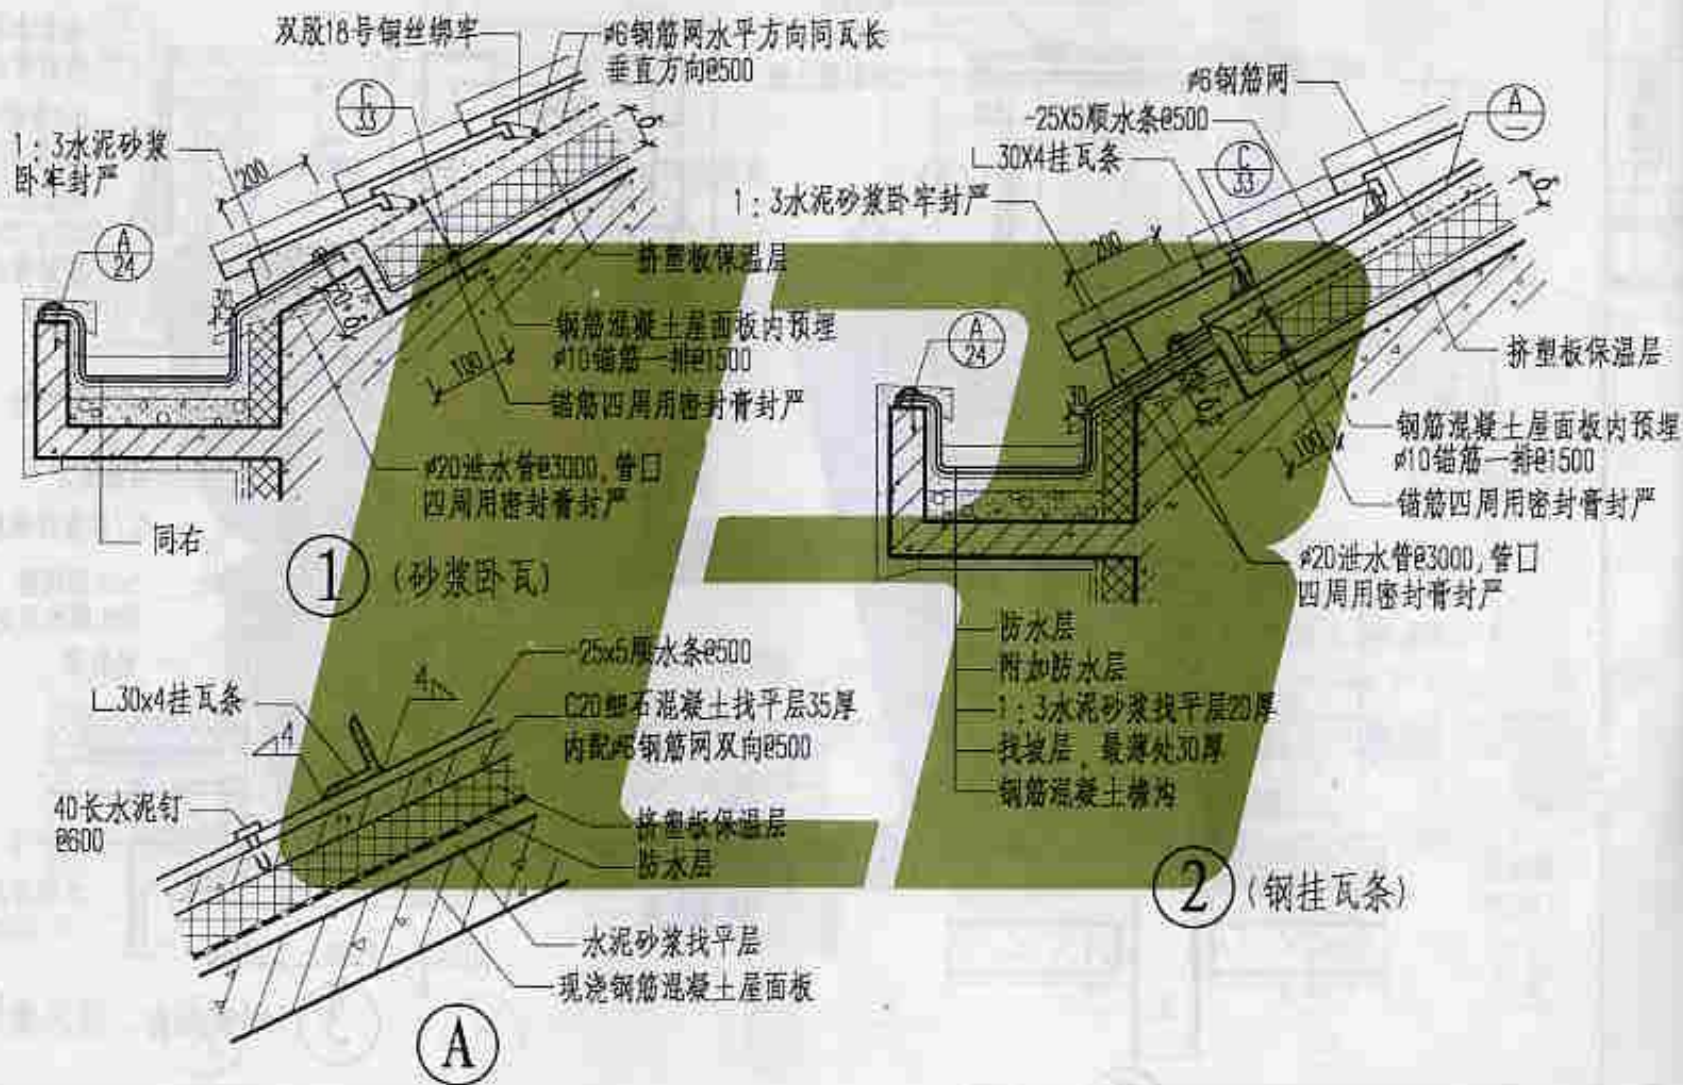 双股18号铜丝绑牢
ø6钢筋网水平方向同瓦长
垂直方向@500
C
33
1:3水泥砂浆
卧牢封严
200
A
24
30
δ
挤塑板保温层
钢筋混凝土屋面板内预埋
ø10锚筋一排@1500
100
锚筋四周用密封膏封严
ø20泄水管@3000,管口
四周用密封膏封严
同右
1 (砂浆卧瓦)
ø6钢筋网
-25X5顺水条@500
A
L30X4挂瓦条
C
33
1:3水泥砂浆卧牢封严
200
δ
A
24
30
挤塑板保温层
钢筋混凝土屋面板内预埋
ø10锚筋一排@1500
100
锚筋四周用密封膏封严
ø20泄水管@3000,管口
四周用密封膏封严
防水层
附加防水层
1:3水泥砂浆找平层20厚
找坡层,最薄处30厚
钢筋混凝土檐沟
2 (钢挂瓦条)
-25x5顺水条@500
4
L30x4挂瓦条
4
C20细石混凝土找平层35厚
内配ø6钢筋网双向@500
40长水泥钉
@600
挤塑板保温层
防水层
水泥砂浆找平层
现浇钢筋混凝土屋面板
A